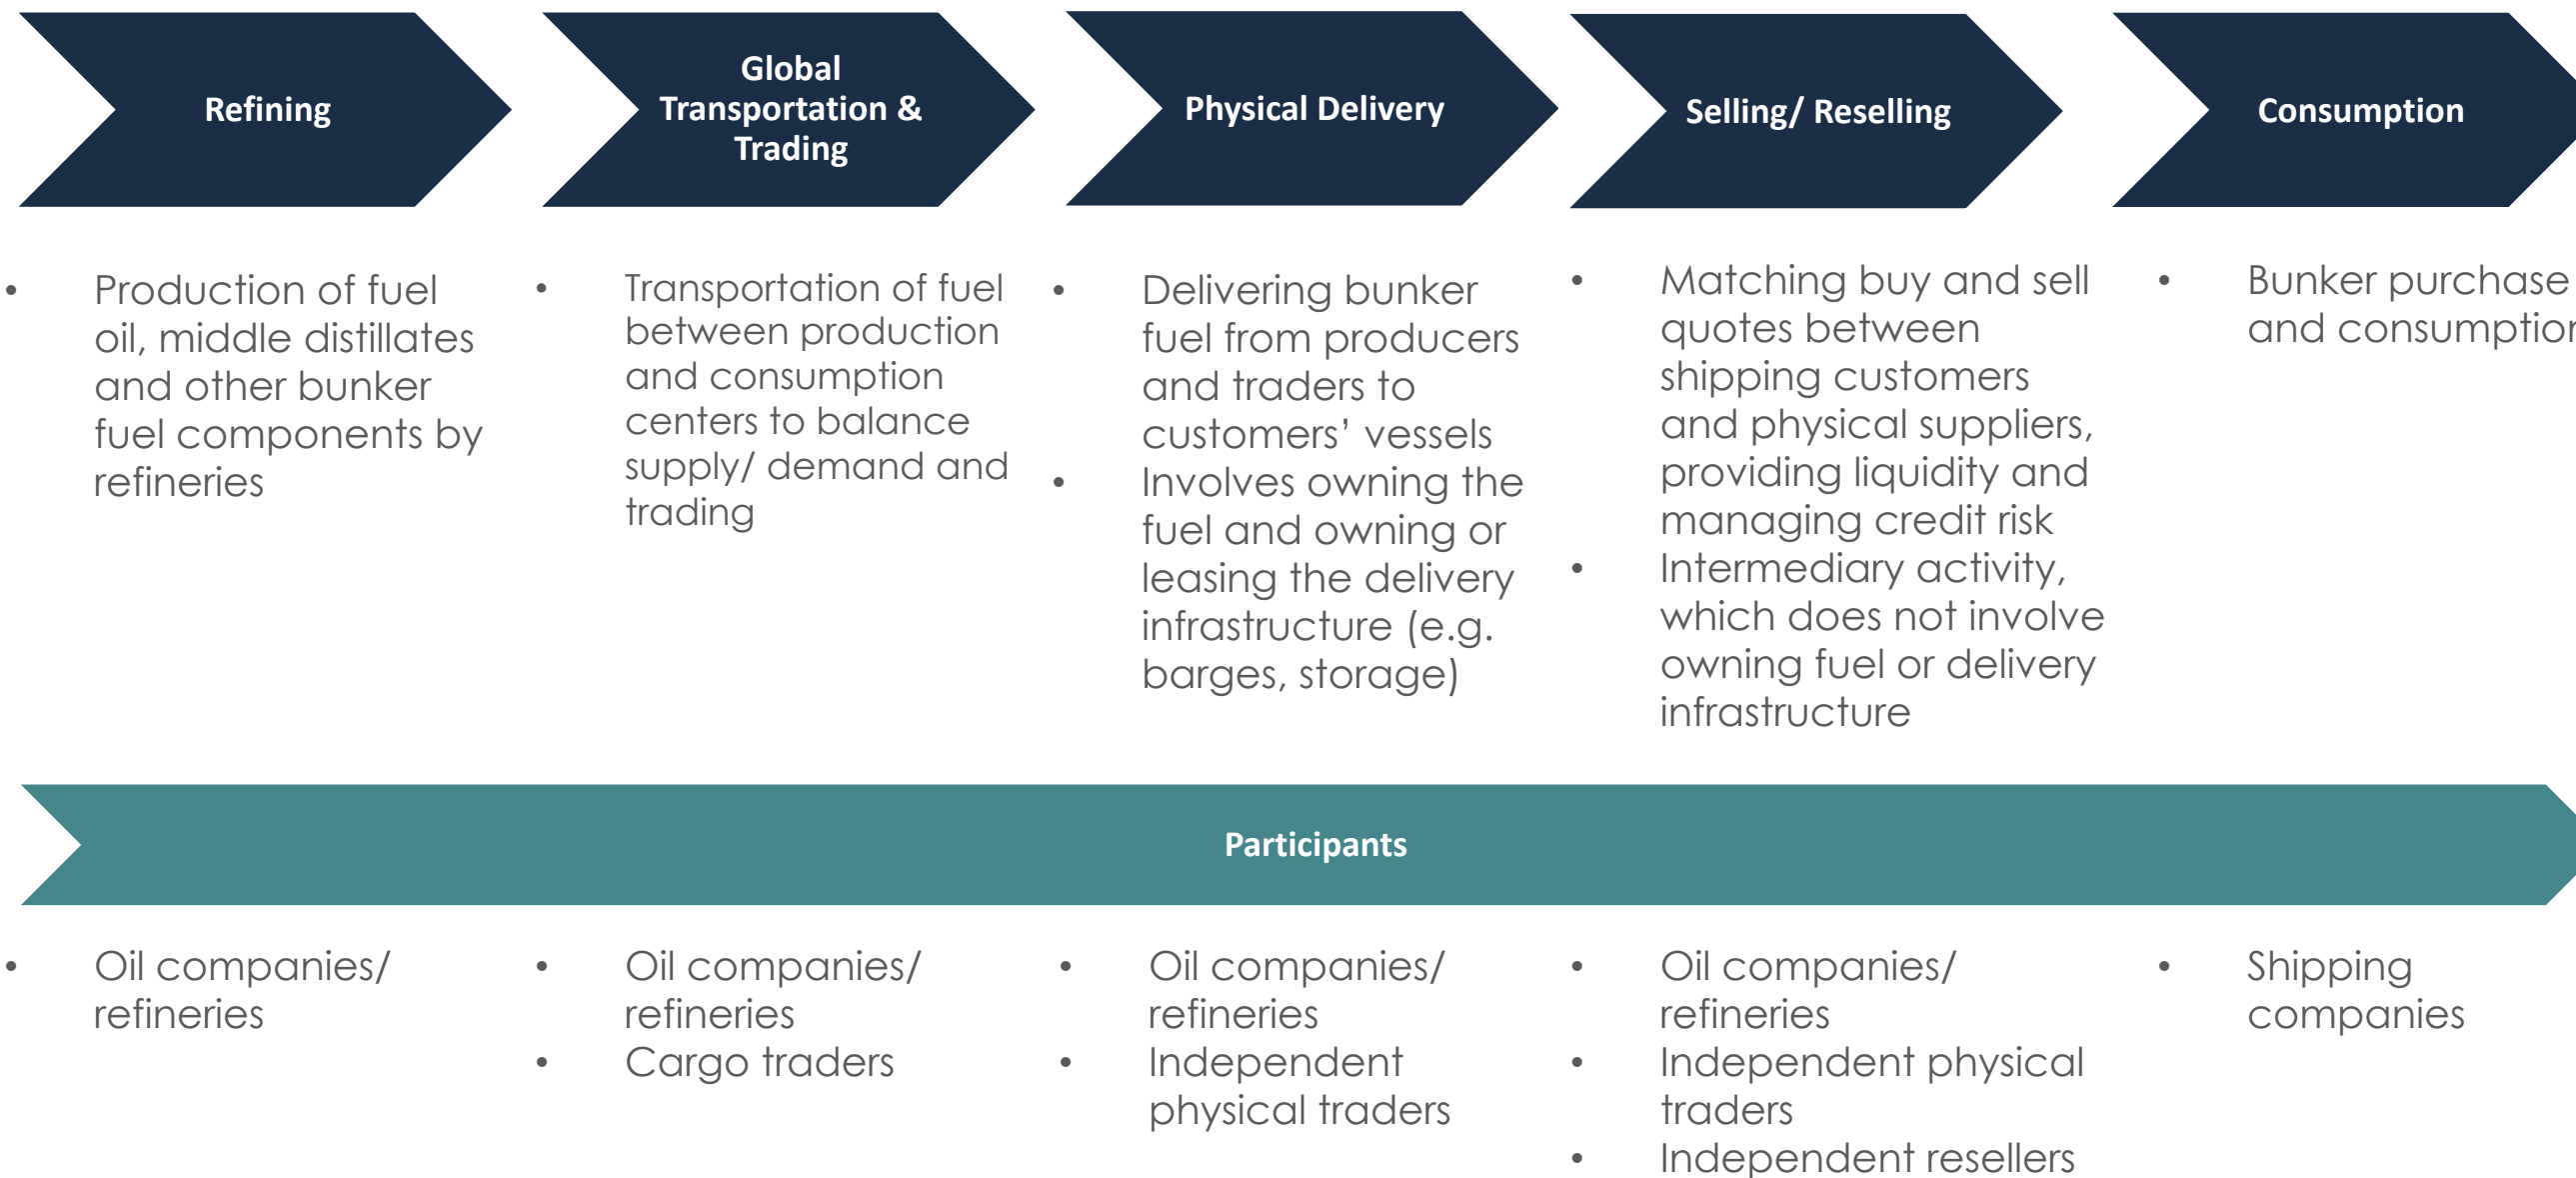 Refining
Global
Transportation &
Trading
Physical Delivery
Selling/ Reselling
Consumption
• Production of fuel
oil, middle distillates
and other bunker
fuel components by
refineries
• Transportation of fuel
between production
and consumption
centers to balance
supply/ demand and
trading
• Delivering bunker
fuel from producers
and traders to
customers’ vessels
• Involves owning the
fuel and owning or
leasing the delivery
infrastructure (e.g.
barges, storage)
• Matching buy and sell
quotes between
shipping customers
and physical suppliers,
providing liquidity and
managing credit risk
• Intermediary activity,
which does not involve
owning fuel or delivery
infrastructure
• Bunker purchase
and consumption
Participants
• Oil companies/
refineries
• Oil companies/
refineries
• Cargo traders
• Oil companies/
refineries
• Independent
physical traders
• Oil companies/
refineries
• Independent physical
traders
• Independent resellers
• Shipping
companies